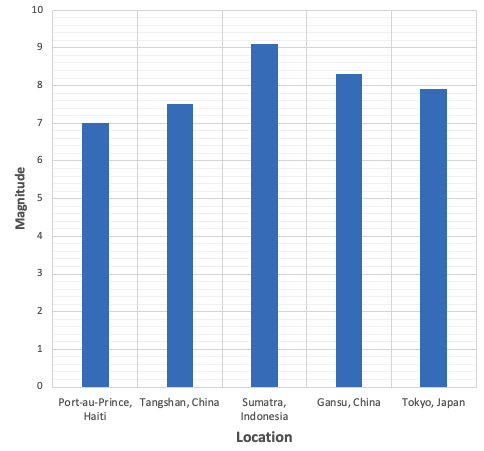 10
9
8
7
6
5
4
3
2
1
0
Magnitude
Port-au-Prince,
Haiti
Tangshan, China
Sumatra,
Indonesia
Gansu, China
Tokyo, Japan
Location